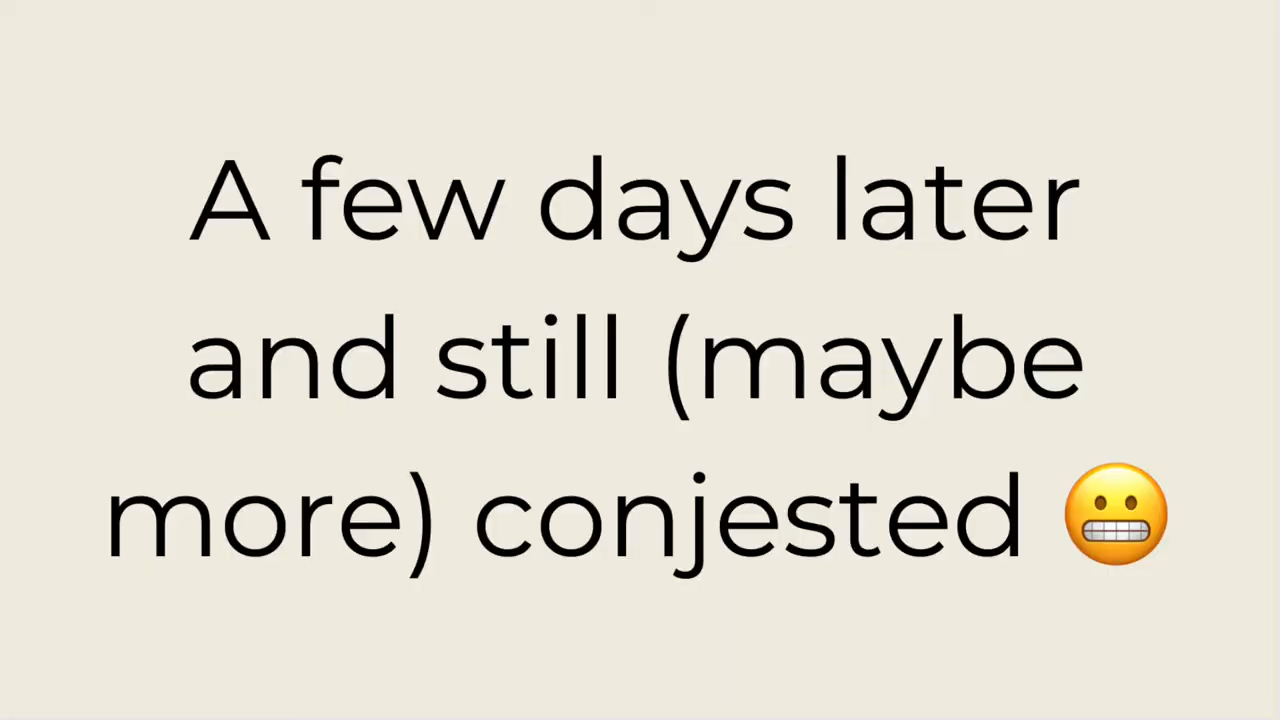 A few days later
and still (maybe
more) conjested 😬